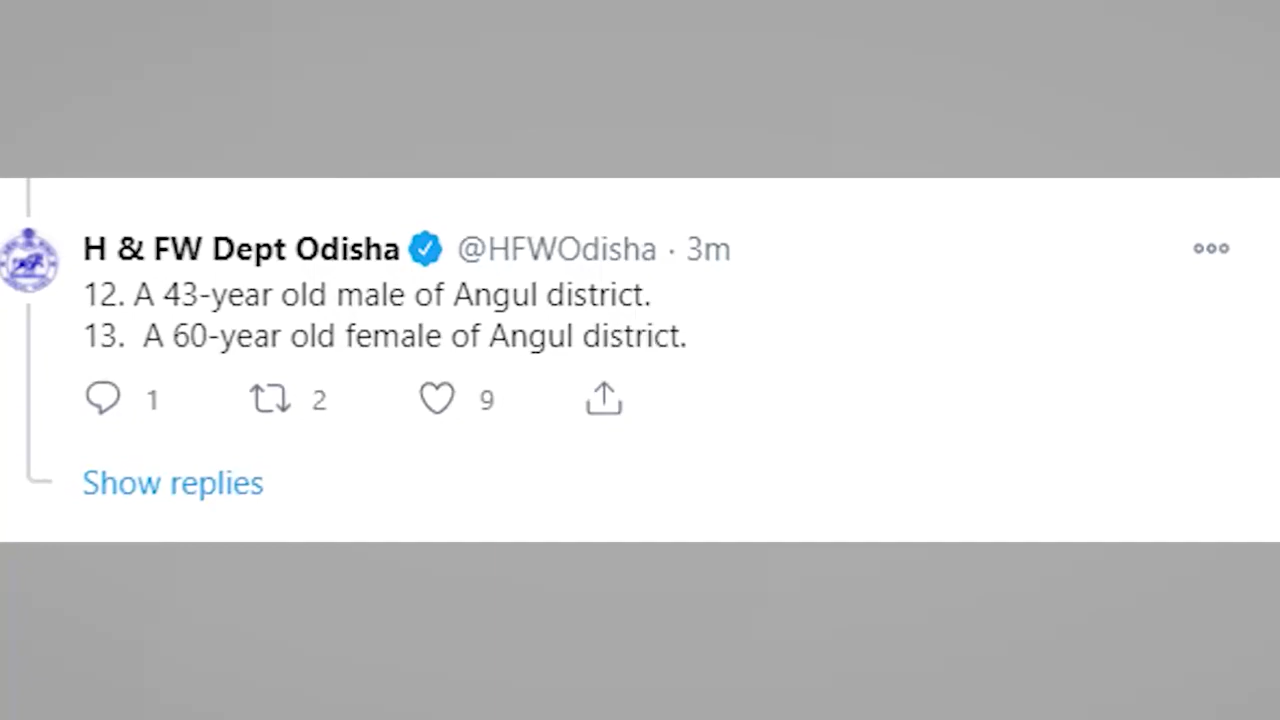 H & FW Dept Odisha @HFWOdisha · 3m
12. A 43-year old male of Angul district.
13. A 60-year old female of Angul district.
1 2 9
Show replies